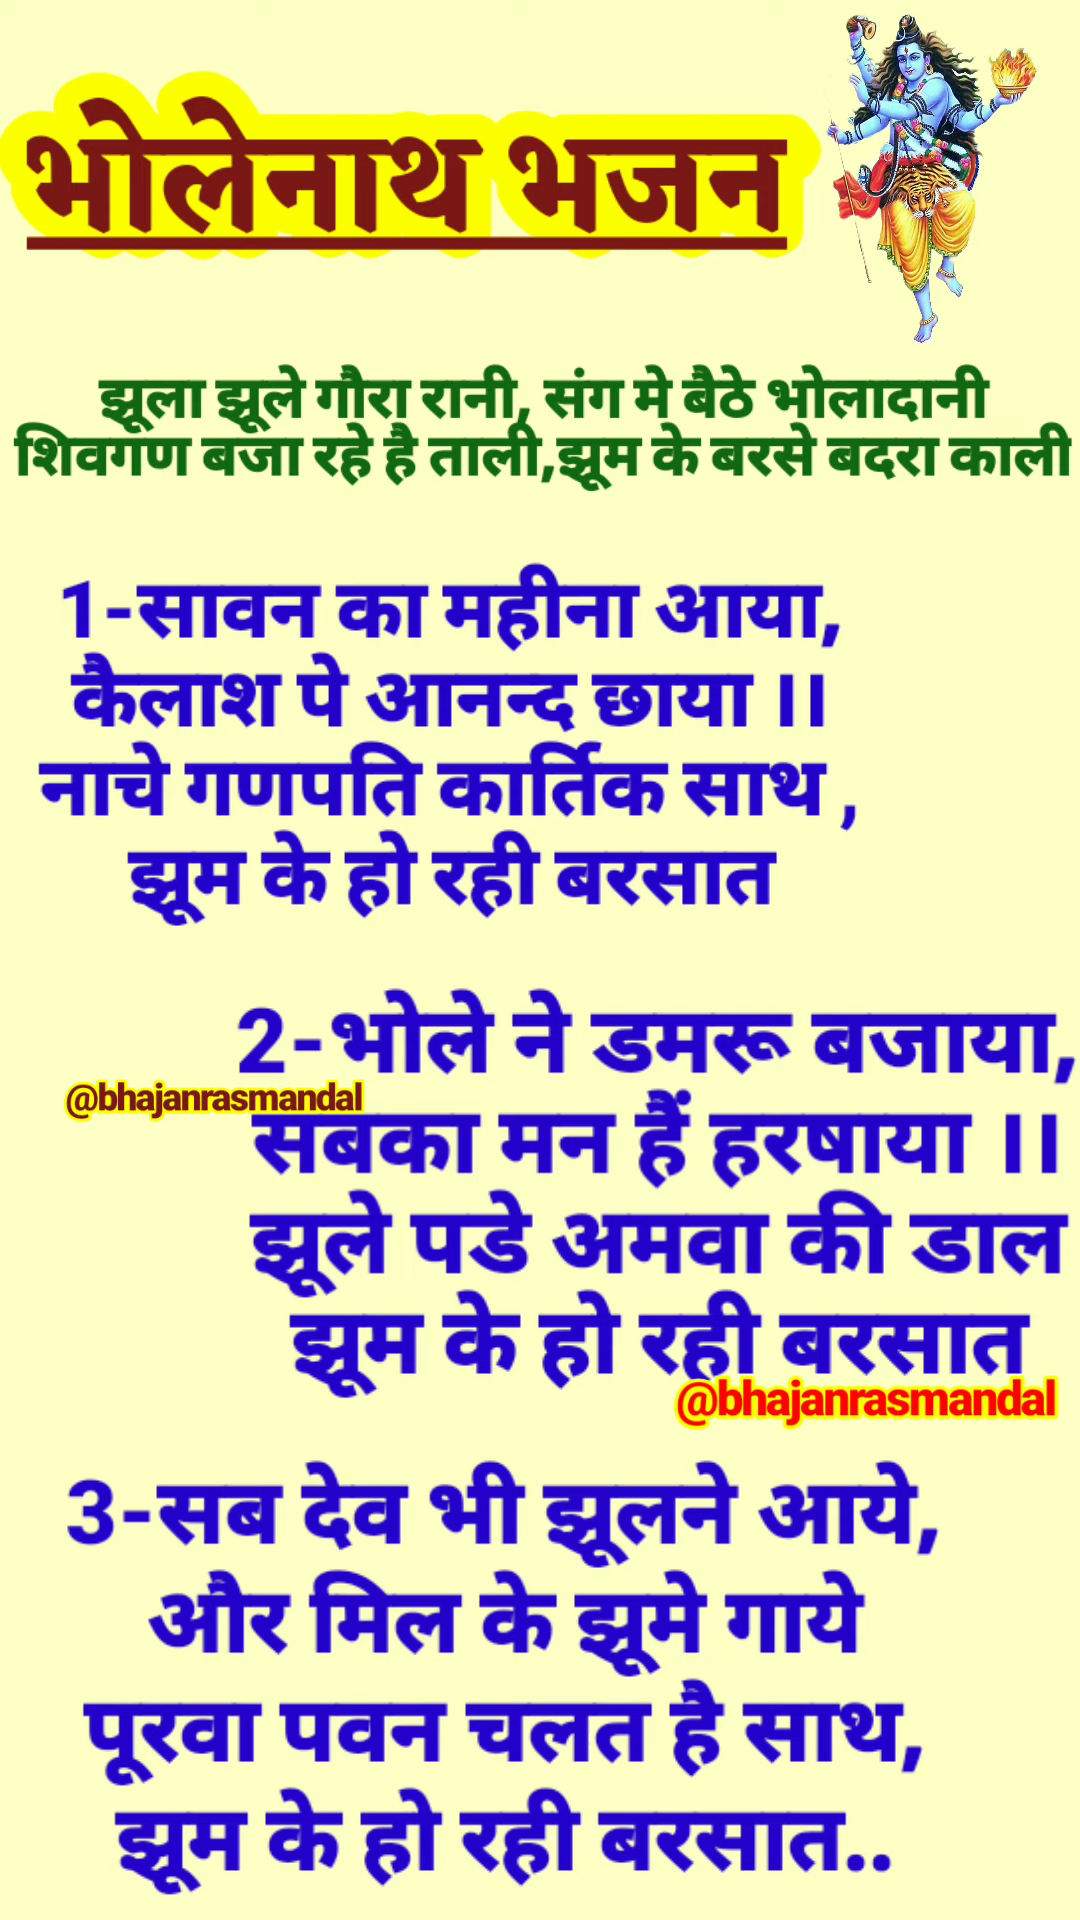 भोलेनाथ भजन
झूला झूले गौरा रानी, संग मे बैठे भोलादानी
शिवगण बजा रहे है ताली,झूम के बरसे बदरा काली
1-सावन का महीना आया,
कैलाश पे आनन्द छाया ।।
नाचे गणपति कार्तिक साथ ,
झूम के हो रही बरसात
2-भोले ने डमरू बजाया,
@bhajanrasmandal
सबका मन हैं हरषाया ।।
झूले पडे अमवा की डाल
झूम के हो रही बरसात
@bhajanrasmandal
3-सब देव भी झूलने आये,
और मिल के झूमे गाये
पूरवा पवन चलत है साथ,
झूम के हो रही बरसात..